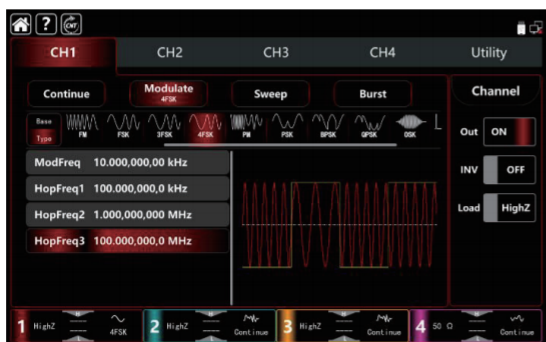 ? CNT
CH1 CH2 CH3 CH4 Utility
Continue Modulate Sweep Burst Channel
4FSK
Base
Type FM FSK 3FSK 4FSK PM PSK BPSK QPSK OSK
Out ON
ModFreq 10.000,000,00 kHz
INV OFF
HopFreq1 100.000,000,0 kHz
HopFreq2 1.000,000,000 MHz
Load HighZ
HopFreq3 100.000,000,0 MHz
1 HighZ 4FSK 2 HighZ Continue 3 HighZ Continue 4 50 Ω Continue